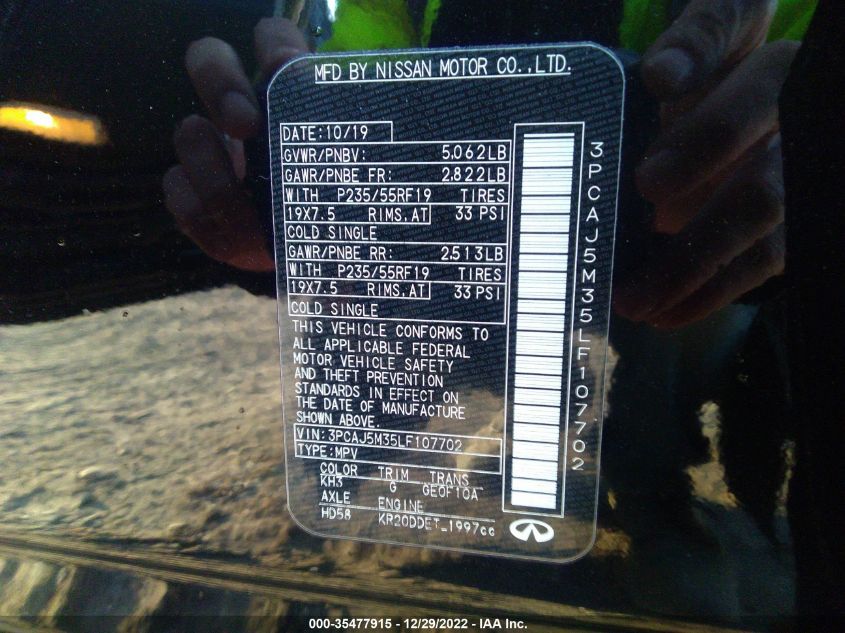 MFD BY NISSAN MOTOR CO.,LTD.
DATE:10/19
GVWR/PNBV: 5.062LB
GAWR/PNBE FR: 2.822LB
WITH P235/55RF19 TIRES
19X7.5 RIMS.AT 33 PSI
COLD SINGLE
GAWR/PNBE RR: 2.513LB
WITH P235/55RF19 TIRES
19X7.5 RIMS.AT 33 PSI
COLD SINGLE
THIS VEHICLE CONFORMS TO
ALL APPLICABLE FEDERAL
MOTOR VEHICLE SAFETY
AND THEFT PREVENTION
STANDARDS IN EFFECT ON
THE DATE OF MANUFACTURE
SHOWN ABOVE.
VIN:3PCAJ5M35LF107702
TYPE:MPV
COLOR TRIM TRANS
KH3 G GE0F10A
AXLE ENGINE
HD58 KR20DDET_1997cc
3PCAJ5M35LF107702
000-35477915 - 12/29/2022 - IAA Inc.